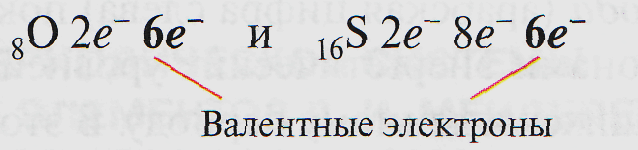 ₈O 2e⁻ 6e⁻ и ₁₆S 2e⁻ 8e⁻ 6e⁻
Валентные электроны